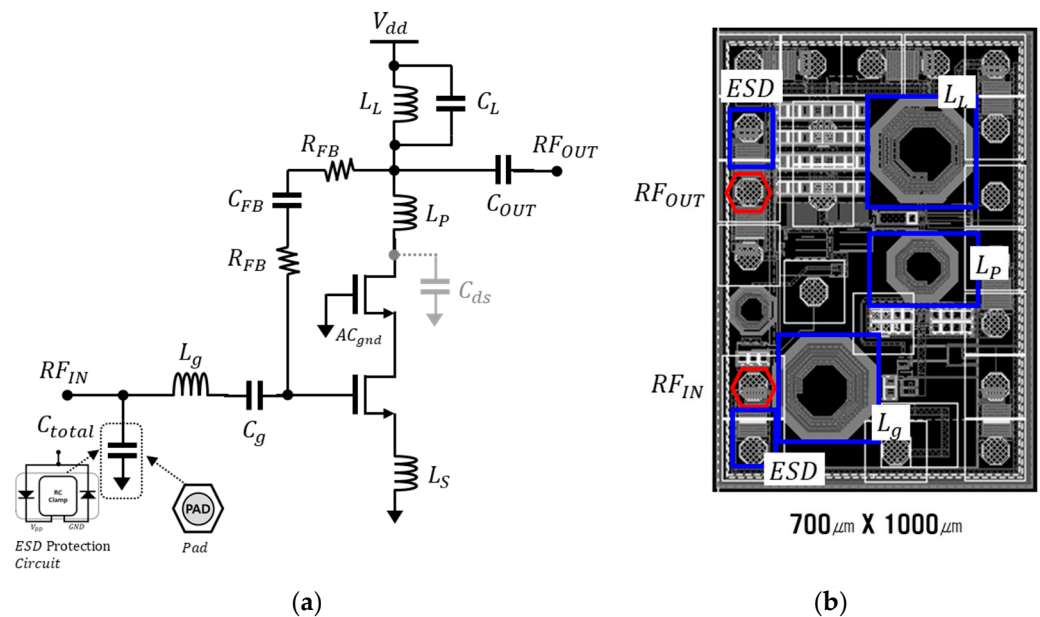 V_dd
L_L
C_L
R_FB
RF_OUT
C_FB
C_OUT
L_P
R_FB
C_ds
AC_gnd
L_g
RF_IN
C_g
C_total
L_S
RC
Clamp
V_DD
GND
PAD
ESD Protection
Circuit
Pad
(a)
ESD
L_L
RF_OUT
L_P
RF_IN
L_g
ESD
700㎛ X 1000㎛
(b)